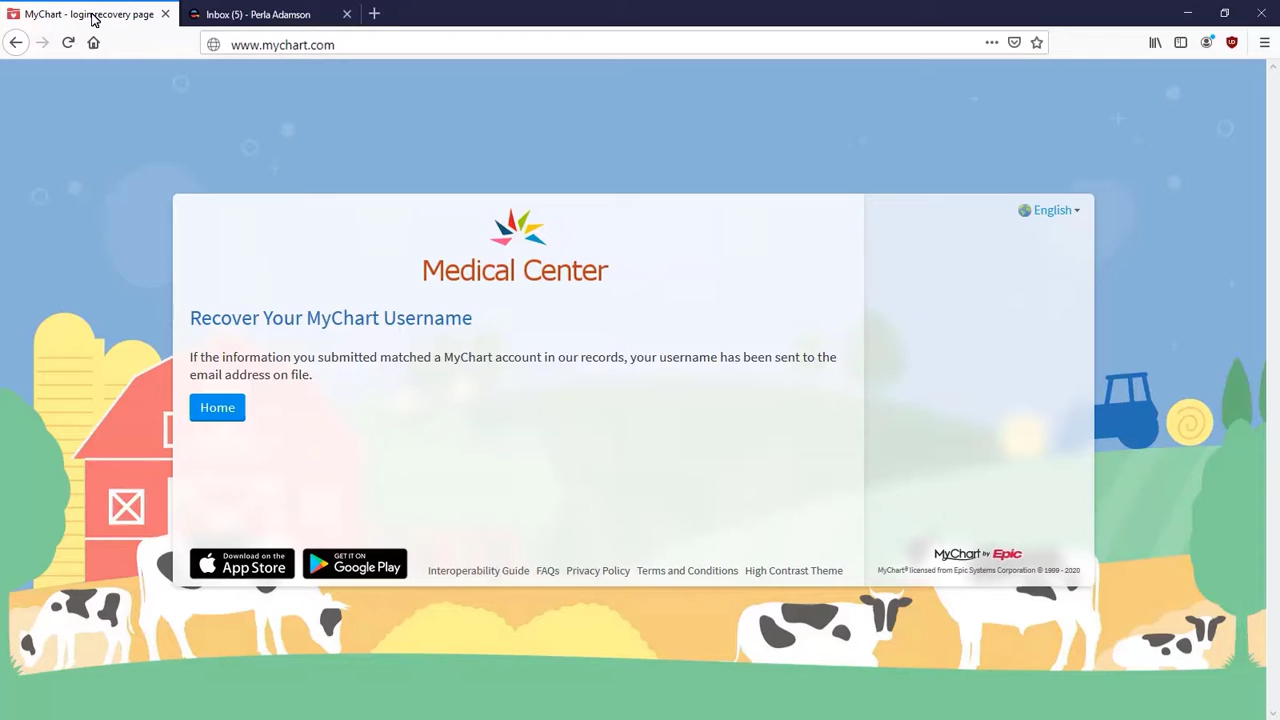 MyChart - login recovery page
Inbox (5) - Perla Adamson
www.mychart.com
English
Medical Center
Recover Your MyChart Username
If the information you submitted matched a MyChart account in our records, your username has been sent to the
email address on file.
Home
Download on the
App Store
GET IT ON
Google Play
Interoperability Guide FAQs Privacy Policy Terms and Conditions High Contrast Theme
MyChart by Epic
MyChart® licensed from Epic Systems Corporation © 1999 - 2020